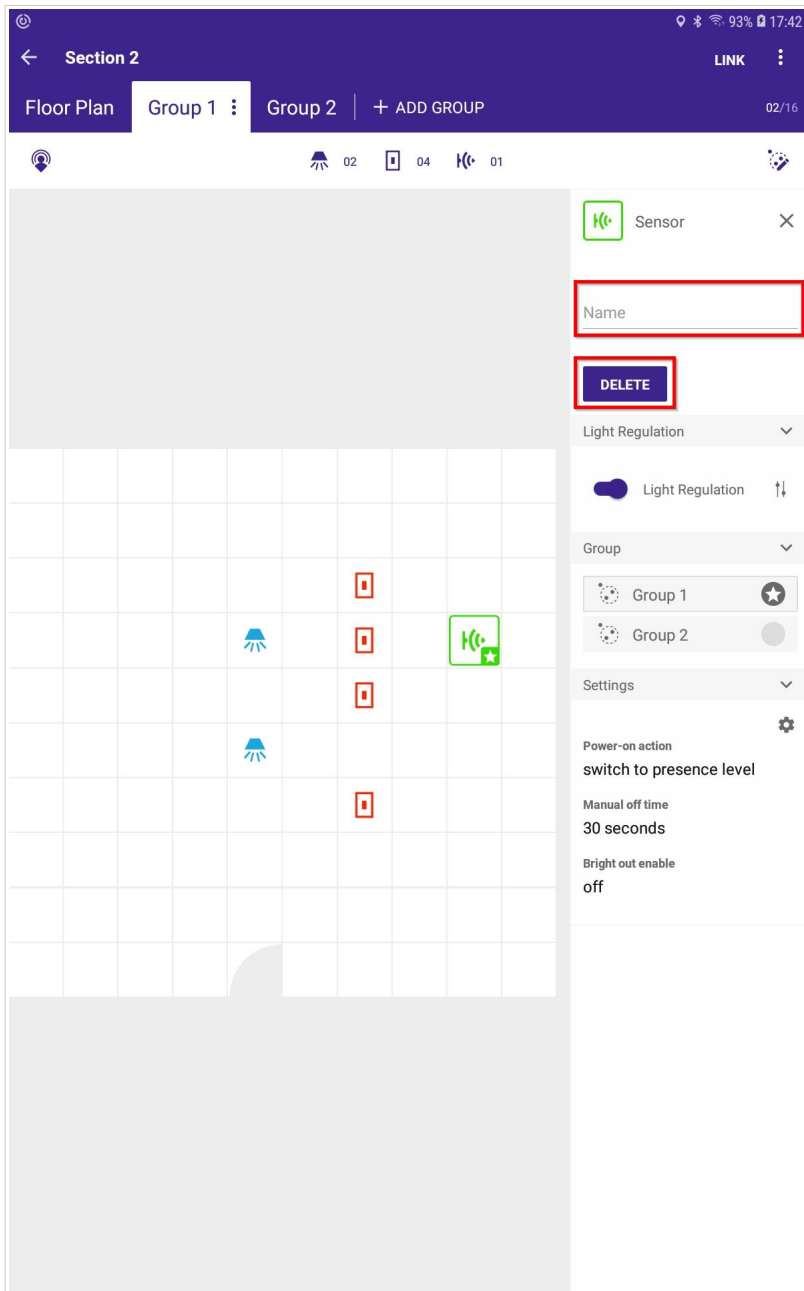 93% 17:42
Section 2
LINK
Floor Plan Group 1 Group 2 + ADD GROUP 02/16
02 04 01
Sensor
Name
DELETE
Light Regulation
Light Regulation
Group
Group 1
Group 2
Settings
Power-on action
switch to presence level
Manual off time
30 seconds
Bright out enable
off